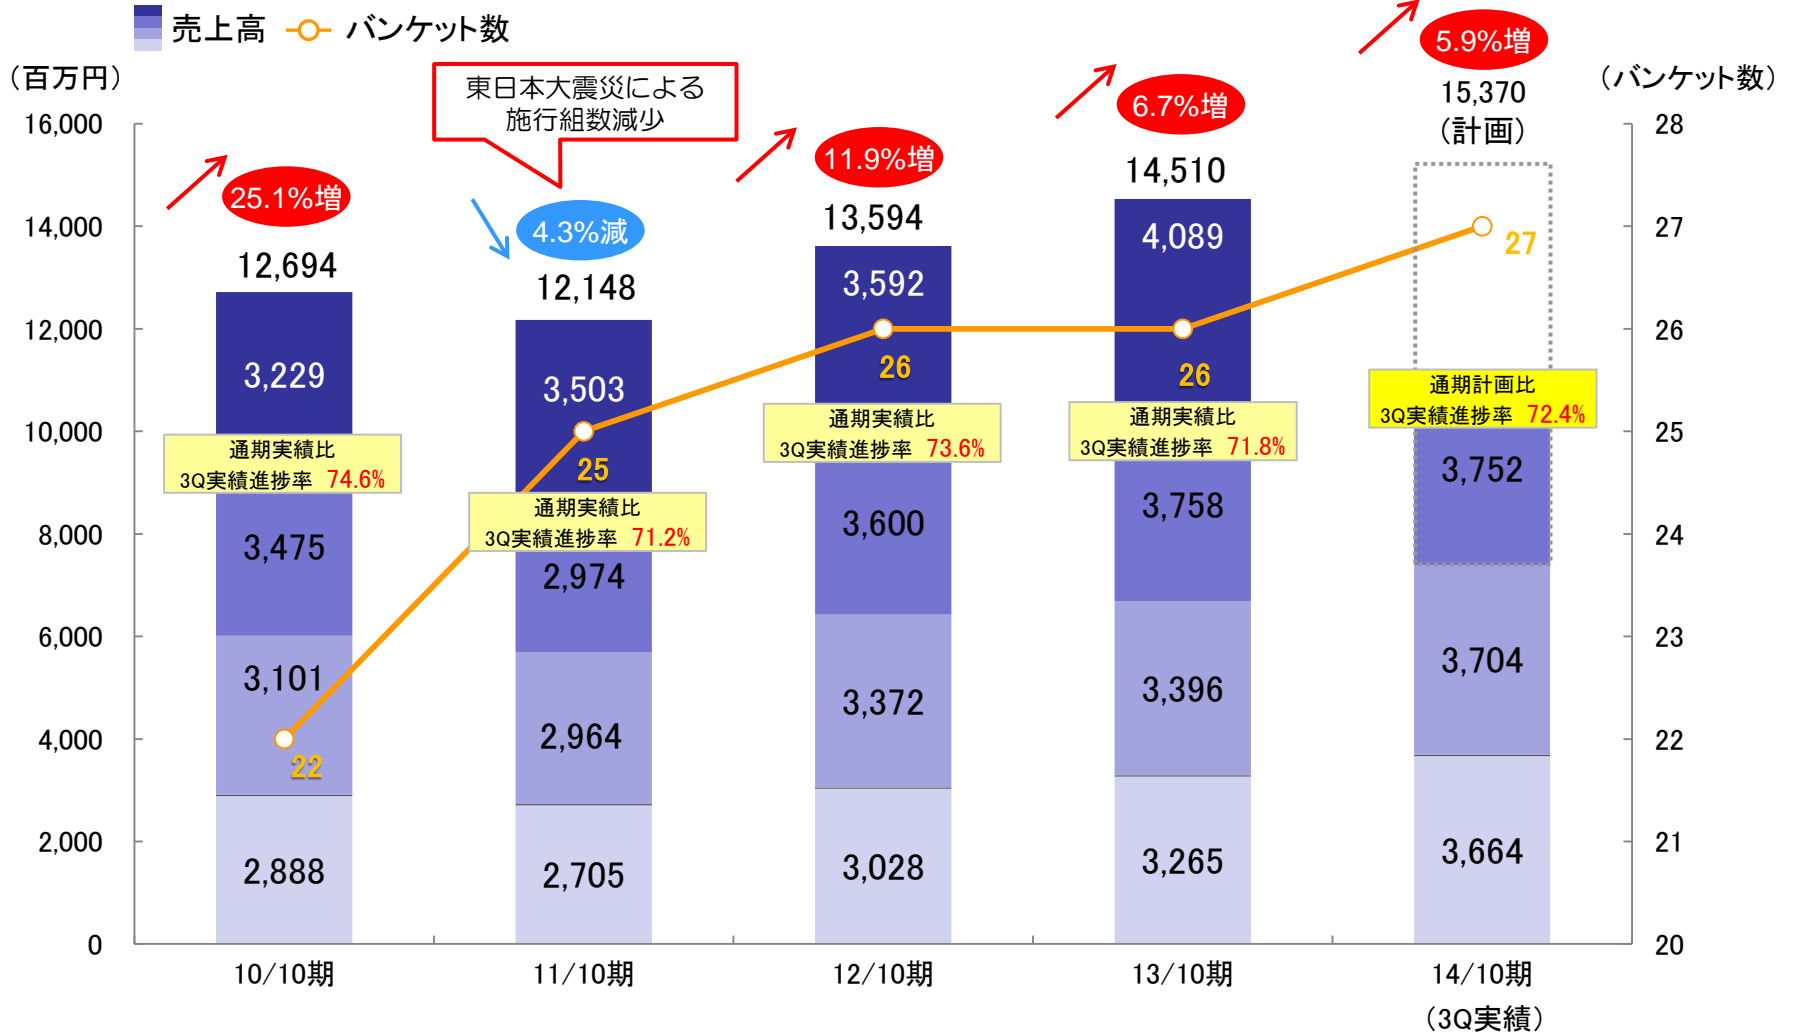 売上高 バンケット数
（百万円）
（バンケット数）
16,000
14,000
12,000
10,000
8,000
6,000
4,000
2,000
0
28
27
26
25
24
23
22
21
20
25.1%増
12,694
3,229
通期実績比
3Q実績進捗率 74.6%
3,475
3,101
22
2,888
10/10期
東日本大震災による
施行組数減少
4.3%減
12,148
3,503
25
通期実績比
3Q実績進捗率 71.2%
2,974
2,964
2,705
11/10期
11.9%増
13,594
3,592
26
通期実績比
3Q実績進捗率 73.6%
3,600
3,372
3,028
12/10期
6.7%増
14,510
4,089
26
通期実績比
3Q実績進捗率 71.8%
3,758
3,396
3,265
13/10期
5.9%増
15,370
（計画）
27
通期計画比
3Q実績進捗率 72.4%
3,752
3,704
3,664
14/10期
（3Q実績）